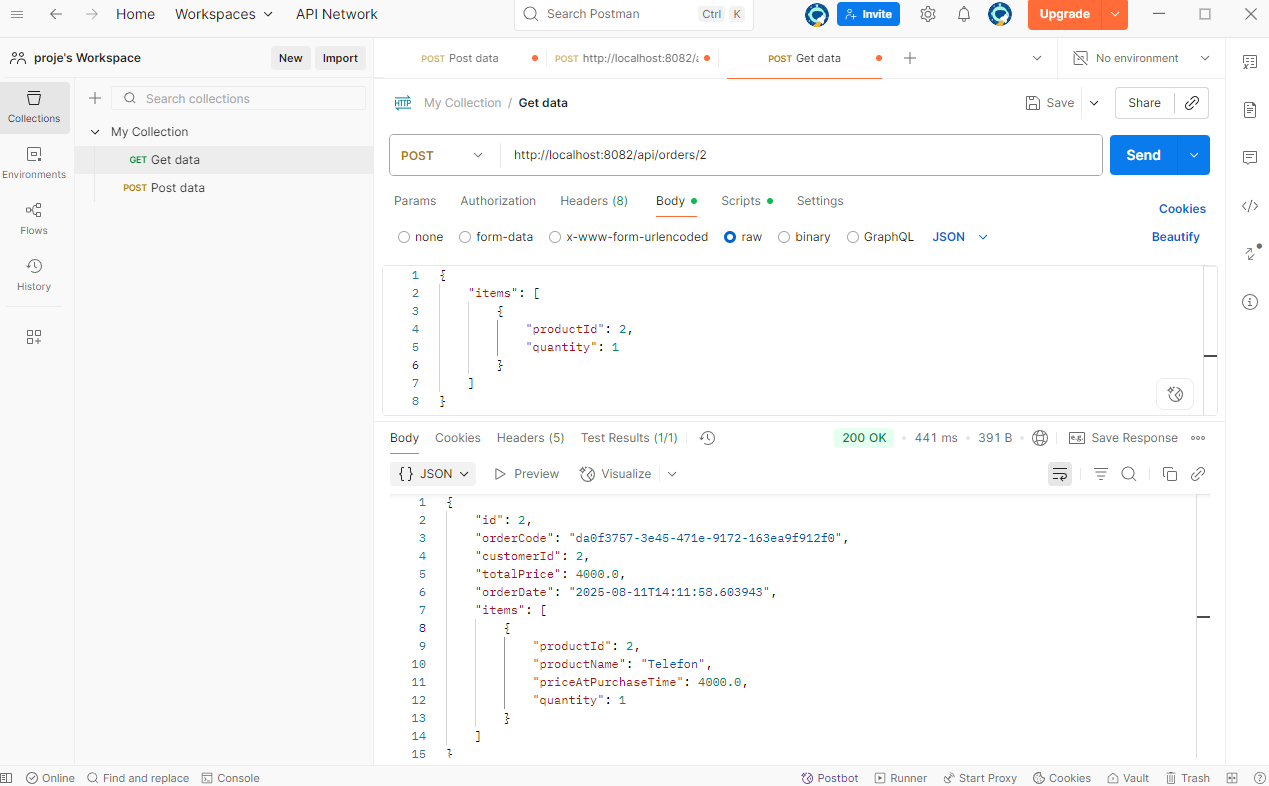 Home Workspaces API Network Search Postman Ctrl K Invite Upgrade
proje's Workspace New Import POST Post data POST http://localhost:8082/a POST Get data No environment
Collections
Environments
Flows
History
Search collections
My Collection
GET Get data
POST Post data
HTTP My Collection / Get data Save Share
POST http://localhost:8082/api/orders/2 Send
Params Authorization Headers (8) Body Scripts Settings Cookies
none form-data x-www-form-urlencoded raw binary GraphQL JSON Beautify
1 {
2 "items": [
3 {
4 "productId": 2,
5 "quantity": 1
6 }
7 ]
8 }
Body Cookies Headers (5) Test Results (1/1) 200 OK 441 ms 391 B e.g. Save Response
{} JSON Preview Visualize
1 {
2 "id": 2,
3 "orderCode": "da0f3757-3e45-471e-9172-163ea9f912f0",
4 "customerId": 2,
5 "totalPrice": 4000.0,
6 "orderDate": "2025-08-11T14:11:58.603943",
7 "items": [
8 {
9 "productId": 2,
10 "productName": "Telefon",
11 "priceAtPurchaseTime": 4000.0,
12 "quantity": 1
13 }
14 ]
15 }
Online Find and replace Console Postbot Runner Start Proxy Cookies Vault Trash